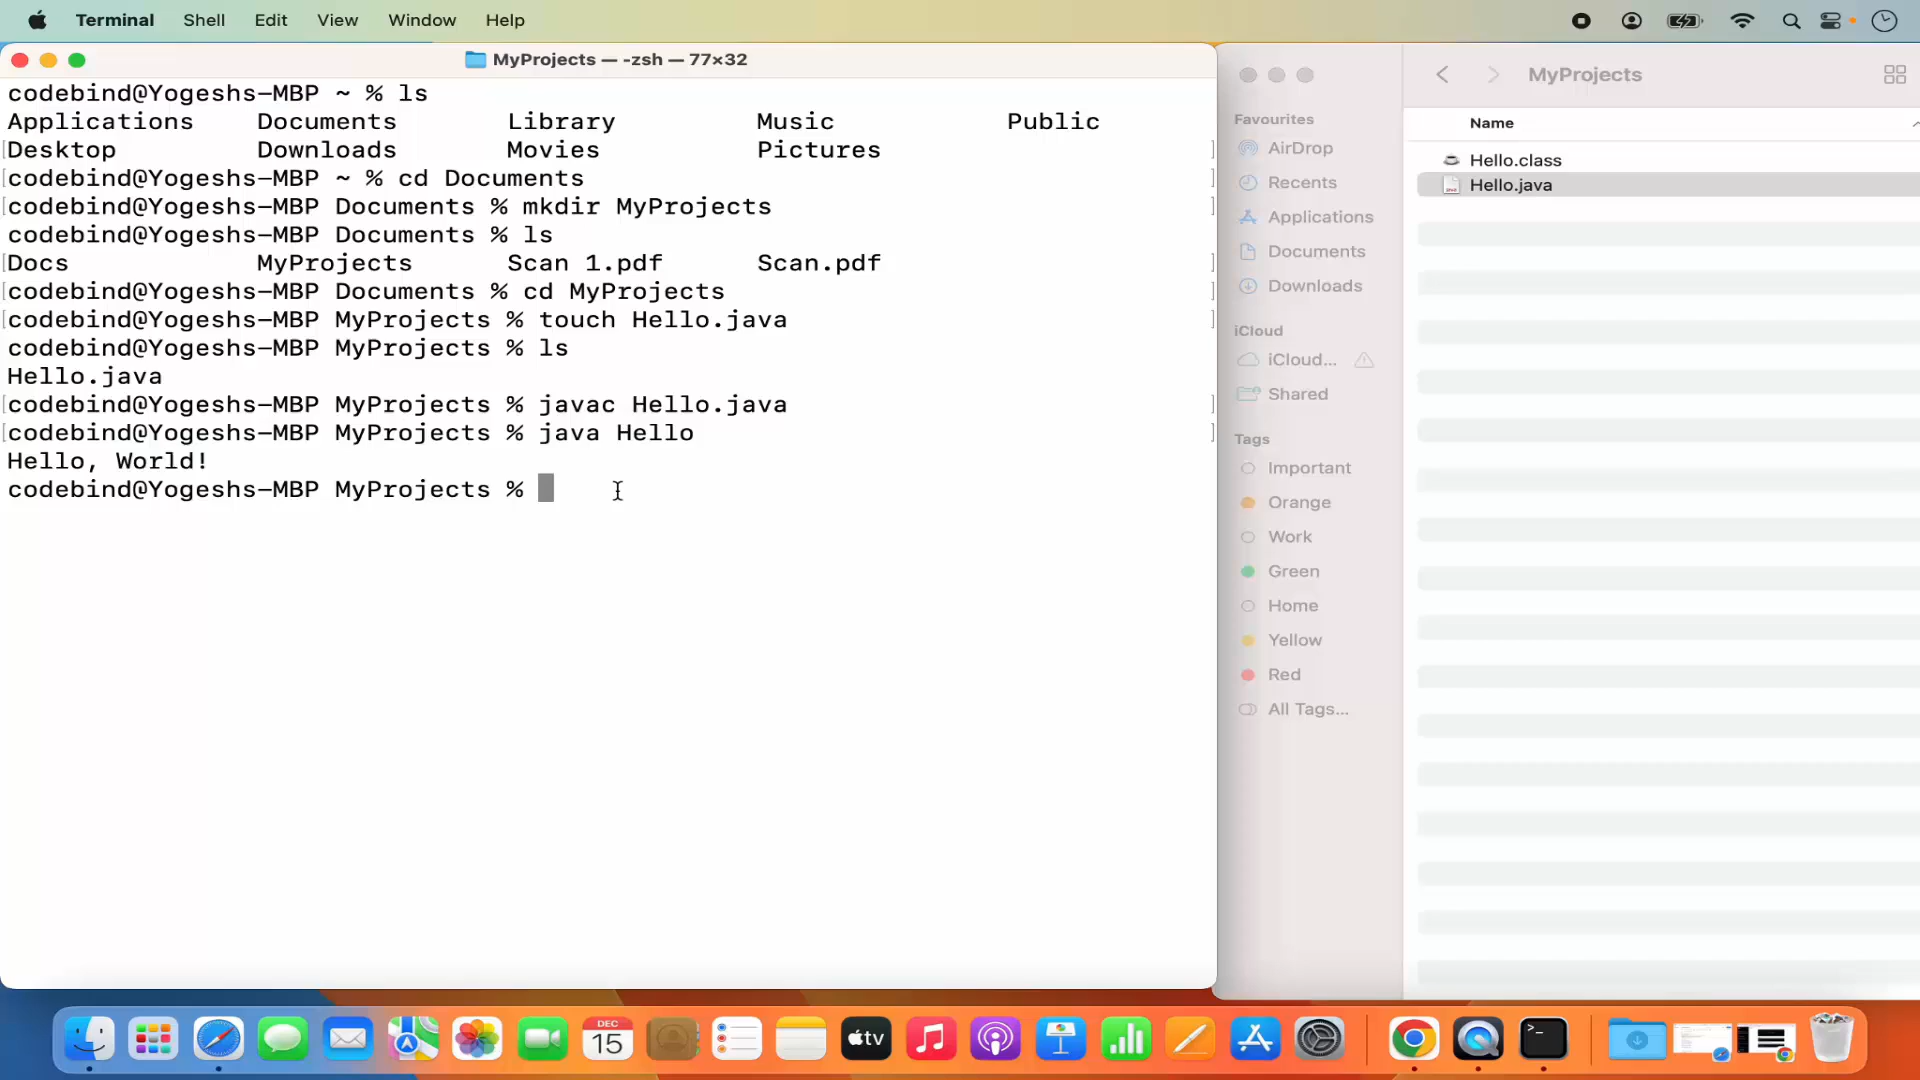 Terminal Shell Edit View Window Help
MyProjects — -zsh — 77×32
codebind@Yogeshs-MBP ~ % ls
Applications Documents Library Music Public
Desktop Downloads Movies Pictures
codebind@Yogeshs-MBP ~ % cd Documents
codebind@Yogeshs-MBP Documents % mkdir MyProjects
codebind@Yogeshs-MBP Documents % ls
Docs MyProjects Scan 1.pdf Scan.pdf
codebind@Yogeshs-MBP Documents % cd MyProjects
codebind@Yogeshs-MBP MyProjects % touch Hello.java
codebind@Yogeshs-MBP MyProjects % ls
Hello.java
codebind@Yogeshs-MBP MyProjects % javac Hello.java
codebind@Yogeshs-MBP MyProjects % java Hello
Hello, World!
codebind@Yogeshs-MBP MyProjects %
Favourites
AirDrop
Recents
Applications
Documents
Downloads
iCloud
iCloud...
Shared
Tags
Important
Orange
Work
Green
Home
Yellow
Red
All Tags...
MyProjects
Name
Hello.class
Hello.java
DEC
15
tv
>_